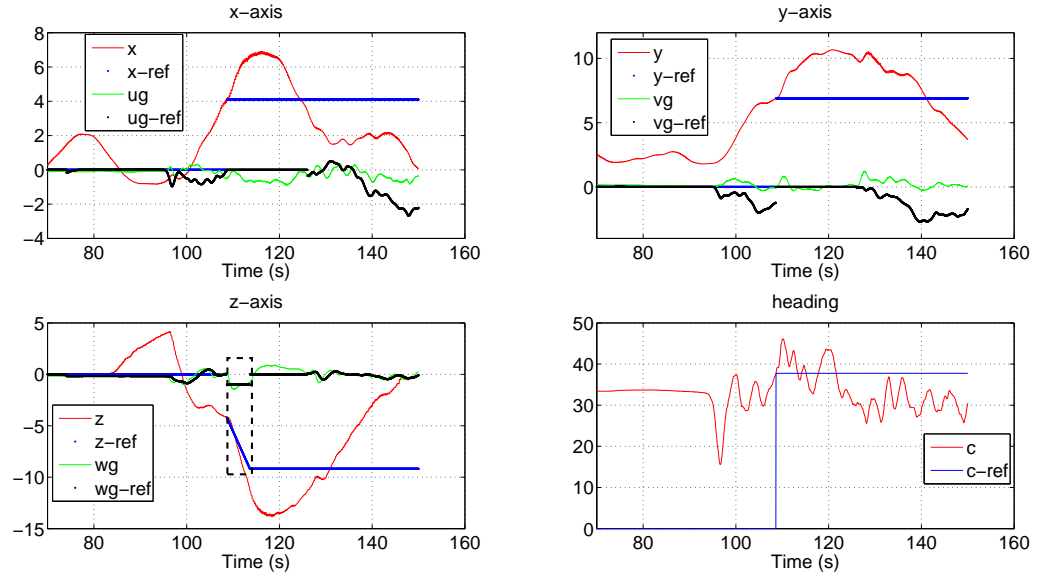 x−axis
8
6
4
2
0
−2
−4
80 100 120 140 160
Time (s)
x
x−ref
ug
ug−ref
y−axis
10
5
0
80 100 120 140 160
Time (s)
y
y−ref
vg
vg−ref
z−axis
5
0
−5
−10
−15
80 100 120 140 160
Time (s)
z
z−ref
wg
wg−ref
heading
50
40
30
20
10
0
80 100 120 140 160
Time (s)
c
c−ref